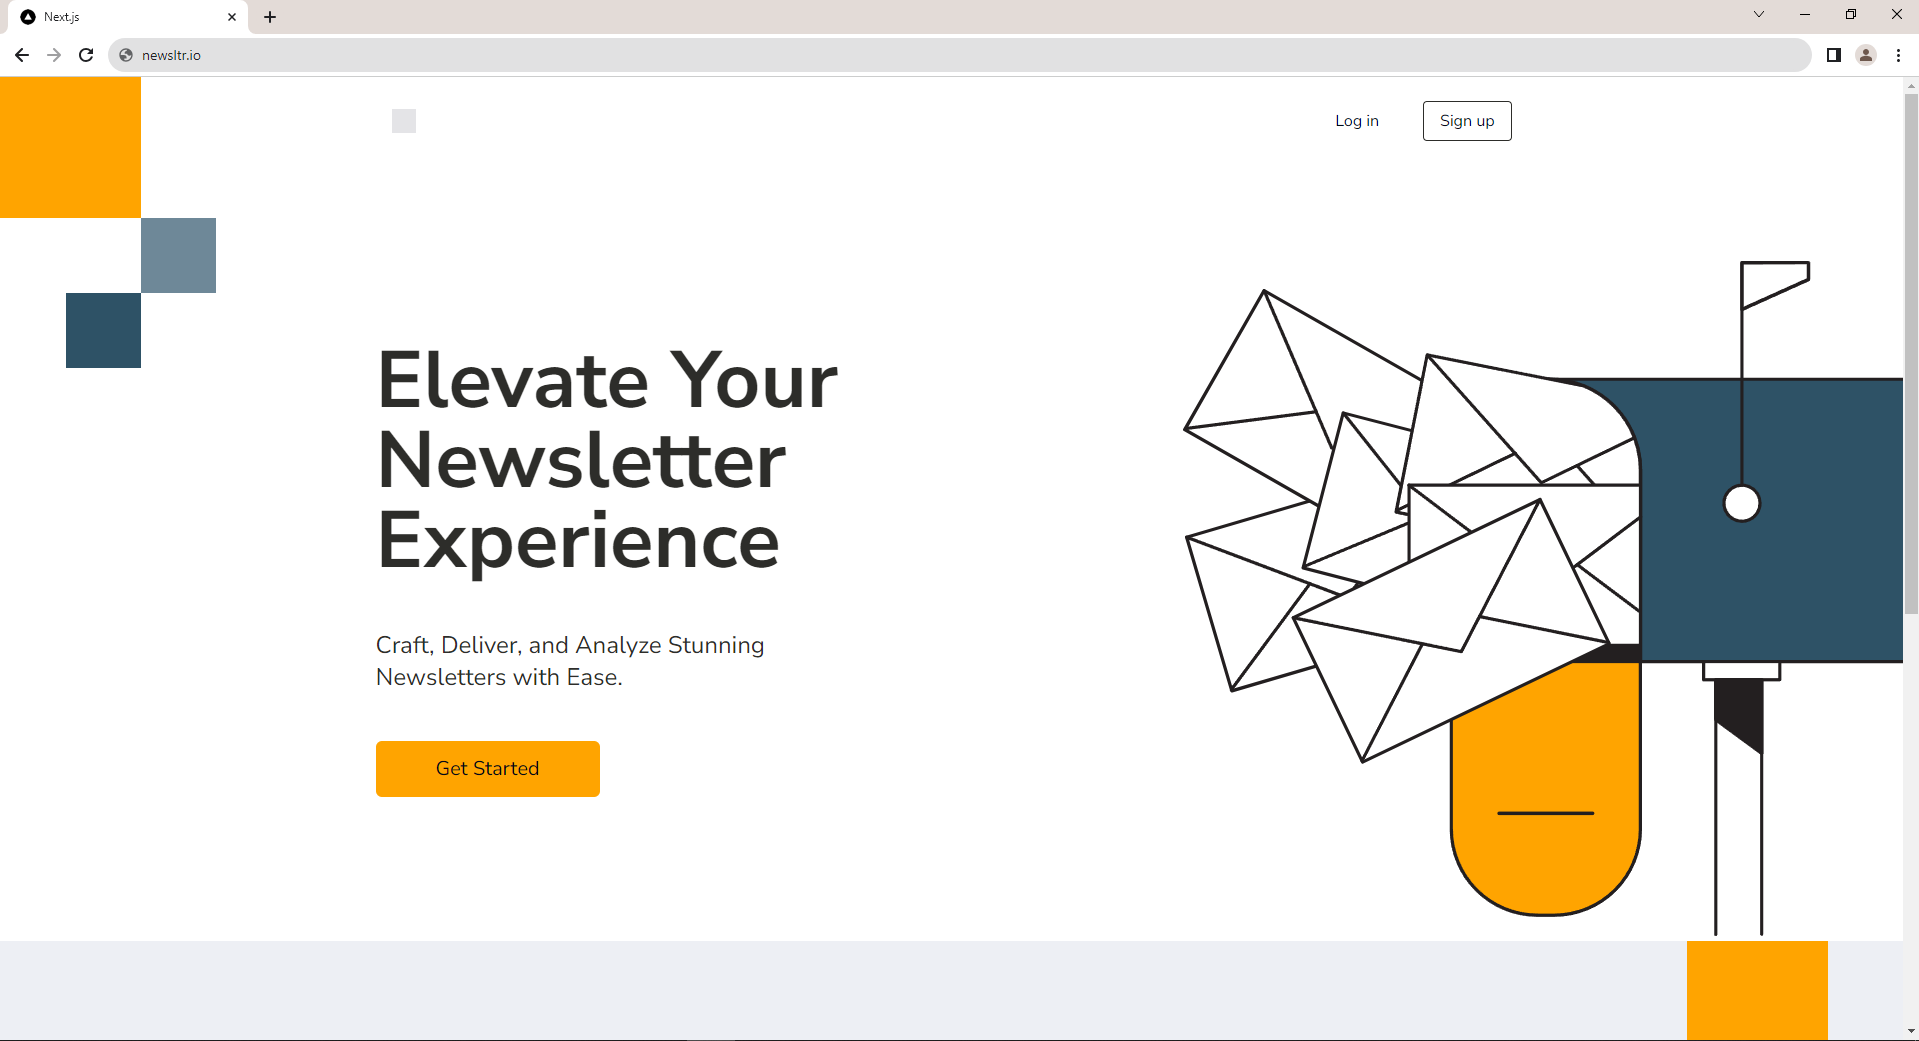 Next.js
newsltr.io
Log in
Sign up
Elevate Your
Newsletter
Experience
Craft, Deliver, and Analyze Stunning
Newsletters with Ease.
Get Started